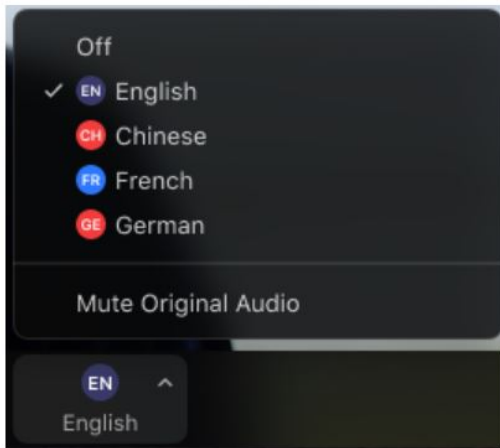 Off
EN English
CH Chinese
FR French
GE German
Mute Original Audio
EN
English